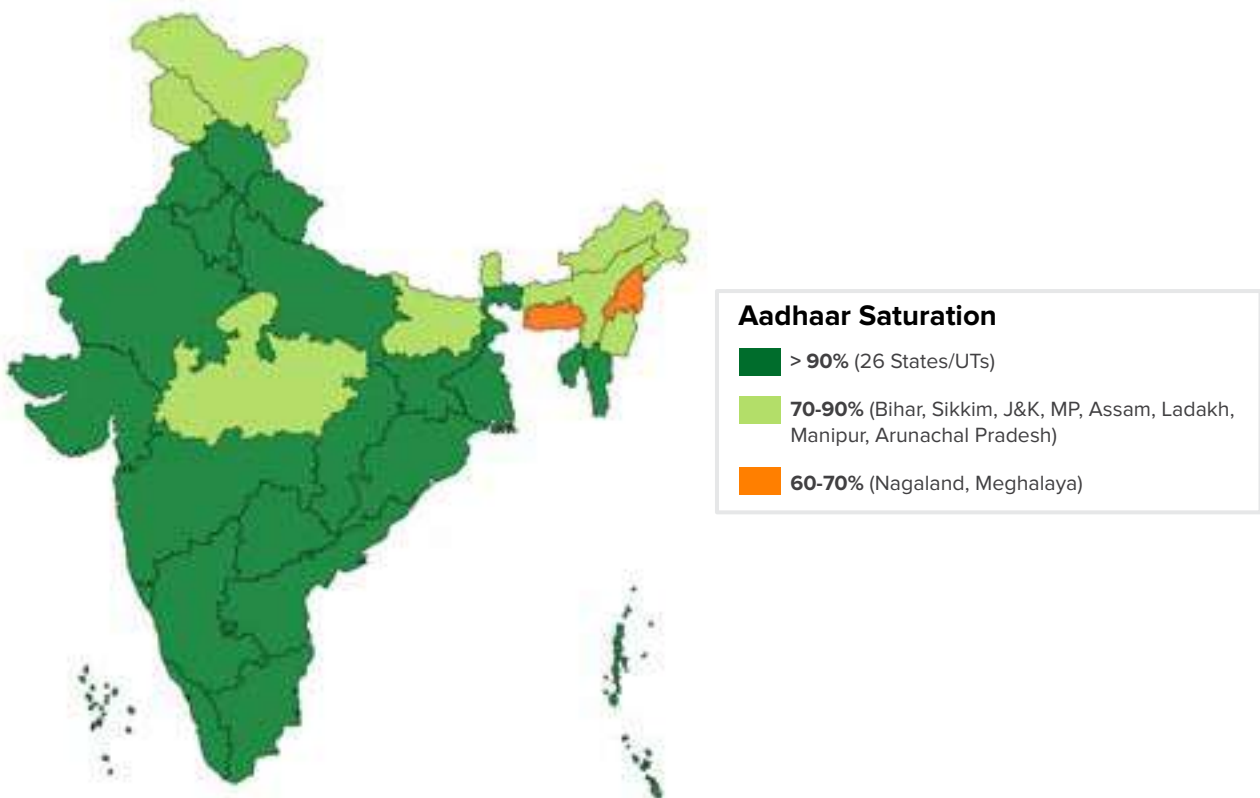 Aadhaar Saturation
> 90% (26 States/UTs)
70-90% (Bihar, Sikkim, J&K, MP, Assam, Ladakh,
Manipur, Arunachal Pradesh)
60-70% (Nagaland, Meghalaya)